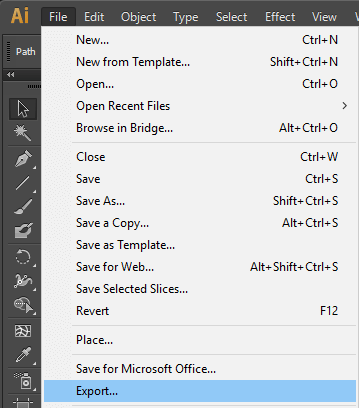 Ai File Edit Object Type Select Effect View
Path
New... Ctrl+N
New from Template... Shift+Ctrl+N
Open... Ctrl+O
Open Recent Files
Browse in Bridge... Alt+Ctrl+O
Close Ctrl+W
Save Ctrl+S
Save As... Shift+Ctrl+S
Save a Copy... Alt+Ctrl+S
Save as Template...
Save for Web... Alt+Shift+Ctrl+S
Save Selected Slices...
Revert F12
Place...
Save for Microsoft Office...
Export...